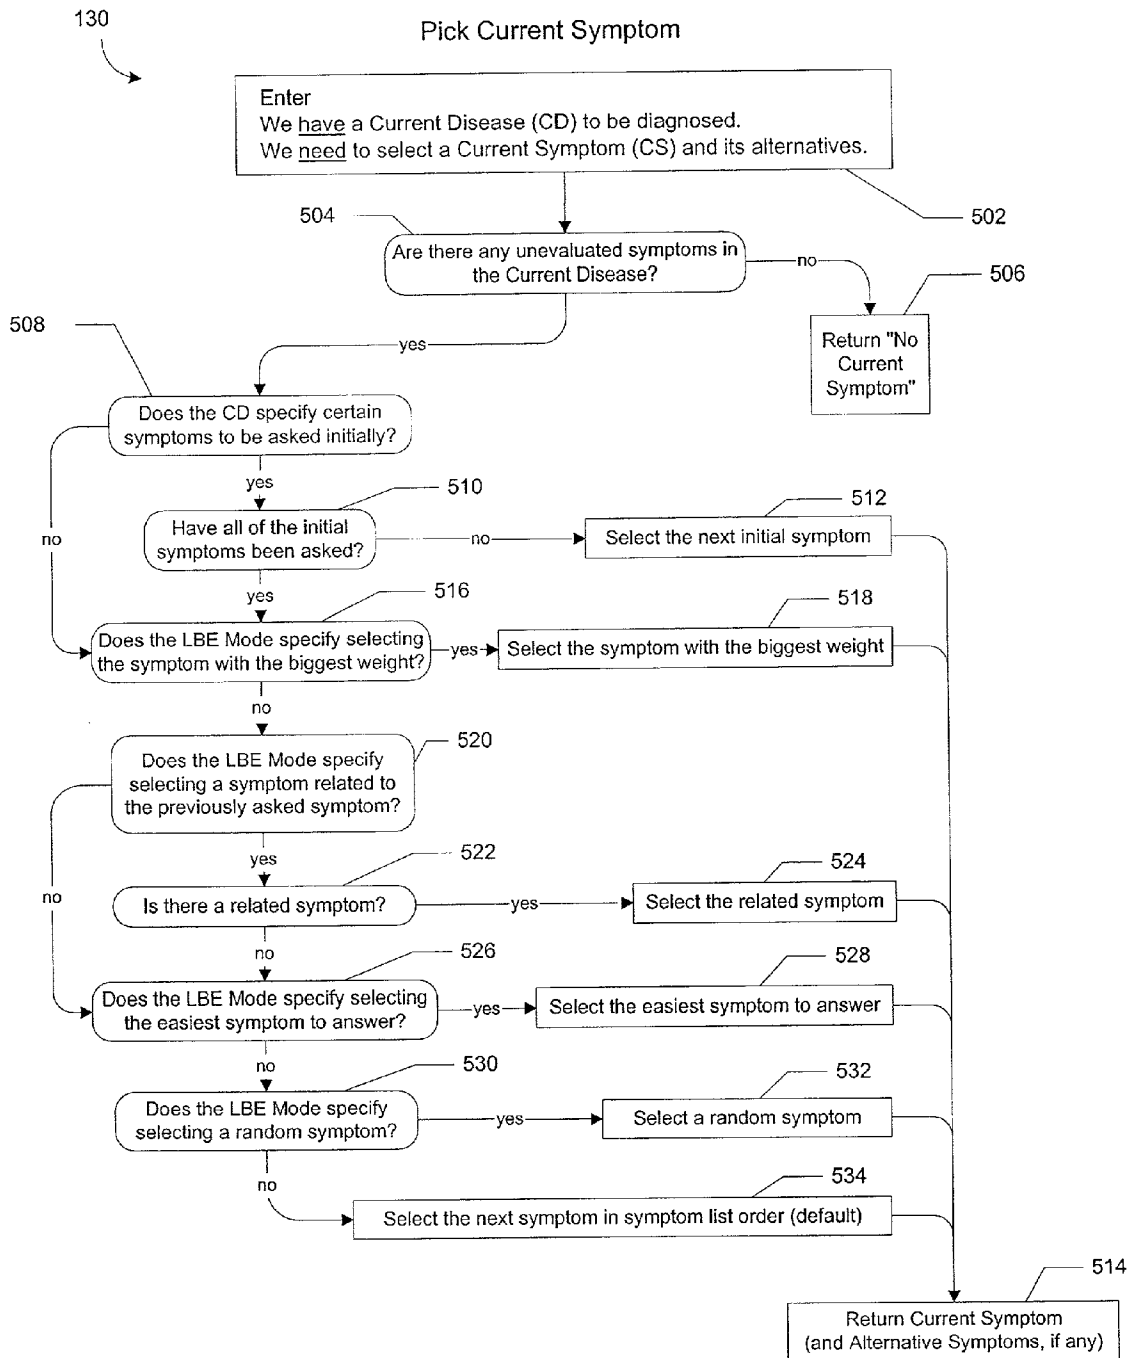 130
Pick Current Symptom
Enter
We have a Current Disease (CD) to be diagnosed.
We need to select a Current Symptom (CS) and its alternatives.
502
504
Are there any unevaluated symptoms in
the Current Disease?
no
506
Return "No
Current
Symptom"
yes
508
Does the CD specify certain
symptoms to be asked initially?
no
yes
510
Have all of the initial
symptoms been asked?
no
512
Select the next initial symptom
yes
516
Does the LBE Mode specify selecting
the symptom with the biggest weight?
yes
518
Select the symptom with the biggest weight
no
520
Does the LBE Mode specify
selecting a symptom related to
the previously asked symptom?
no
yes
522
Is there a related symptom?
yes
524
Select the related symptom
no
526
Does the LBE Mode specify selecting
the easiest symptom to answer?
yes
528
Select the easiest symptom to answer
no
530
Does the LBE Mode specify
selecting a random symptom?
yes
532
Select a random symptom
no
534
Select the next symptom in symptom list order (default)
514
Return Current Symptom
(and Alternative Symptoms, if any)